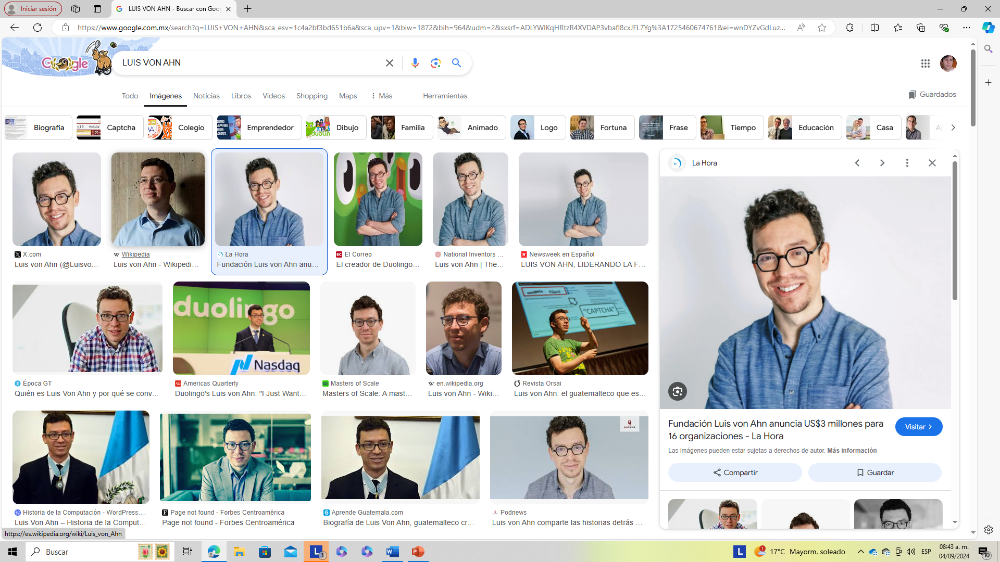 Iniciar sesión
LUIS VON AHN - Buscar con Goo
https://www.google.com.mx/search?q=LUIS+VON+AHN&sca_esv=1c4a2bf3bd651b6a&sca_upv=1&biw=1872&bih=964&udm=2&sxsrf=ADLYWIKqHRtzR4XVDAP3vbafl8cxJFL7Yg%3A1725460674761&ei=wnDYZvGdLuz...
Google
LUIS VON AHN
Todo
Imágenes
Noticias
Libros
Videos
Shopping
Maps
Más
Herramientas
Guardados
Biografia
Captcha
Colegio
Emprendedor
Dibujo
Familia
Animado
Logo
Fortuna
Frase
Tiempo
Educación
Casa
X.com
Luis von Ahn (@Luisvo...
Wikipedia
Luis von Ahn - Wikipedi...
La Hora
Fundación Luis von Ahn anu...
El Correo
El creador de Duolingo...
National Inventors ...
Luis von Ahn | The...
Newsweek en Español
LUIS VON AHN, LIDERANDO LA F...
duolingo
Nasdaq
"CAPTCHA"
Época GT
Quién es Luis Von Ahn y por qué se conv...
Americas Quarterly
Duolingo's Luis von Ahn: "I Just Want...
Masters of Scale
Masters of Scale: A mast...
en.wikipedia.org
Luis von Ahn - Wiki...
Revista Orsai
Luis von Ahn: el guatemalteco que es...
podnews
Historia de la Computación - WordPress....
Luis Von Ahn – Historia de la Comput...
Page not found - Forbes Centroamérica
Page not found - Forbes Centroamérica
Aprende Guatemala.com
Biografía de Luis Von Ahn, guatemalteco cr...
Podnews
Luis von Ahn comparte las historias detrás ...
La Hora
Fundación Luis von Ahn anuncia US$3 millones para
16 organizaciones - La Hora
Visitar
Las imágenes pueden estar sujetas a derechos de autor. Más información
Compartir
Guardar
https://es.wikipedia.org/wiki/Luis_von_Ahn
Buscar
17°C Mayorm. soleado
ESP
08:43 a. m.
04/09/2024
10